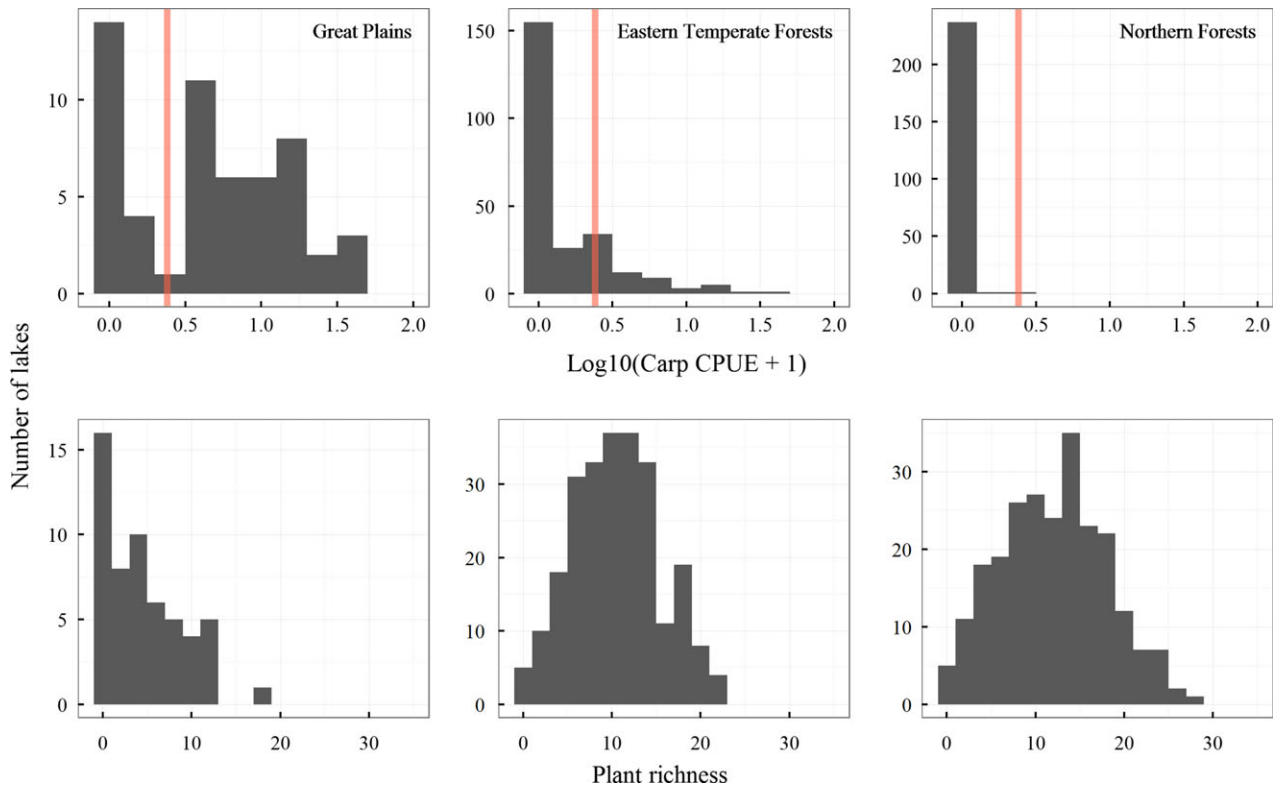 Great Plains
10
5
0
0.0 0.5 1.0 1.5 2.0
Eastern Temperate Forests
150
100
50
0
0.0 0.5 1.0 1.5 2.0
Northern Forests
200
150
100
50
0
0.0 0.5 1.0 1.5 2.0
Log10(Carp CPUE + 1)
Number of lakes
15
10
5
0
0 10 20 30
30
20
10
0
0 10 20 30
30
20
10
0
0 10 20 30
Plant richness